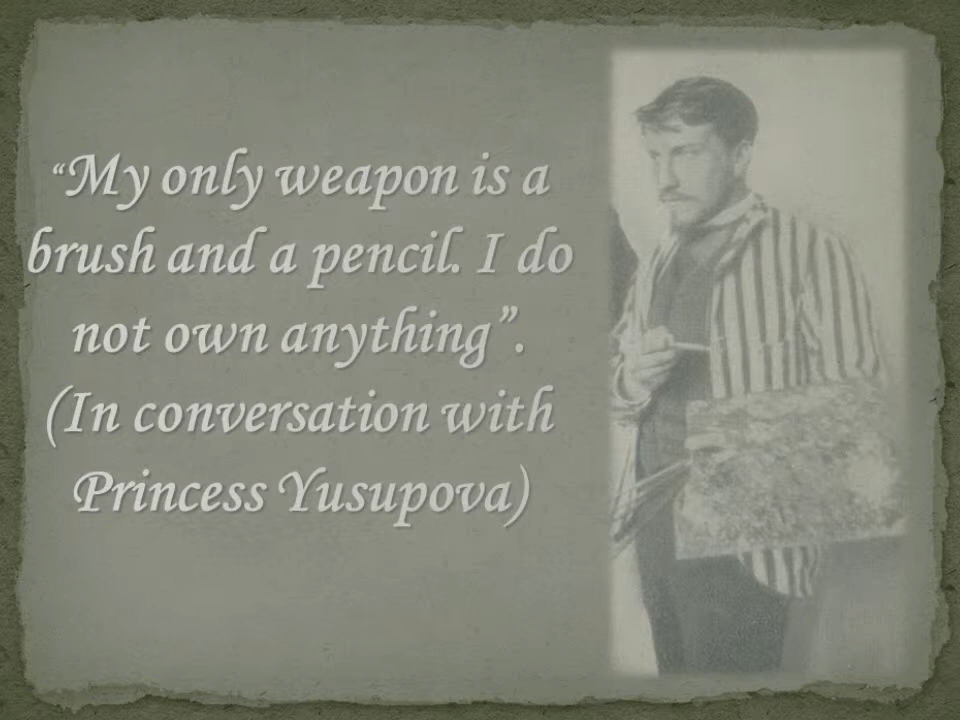 “My only weapon is a
brush and a pencil. I do
not own anything”.
(In conversation with
Princess Yusupova)